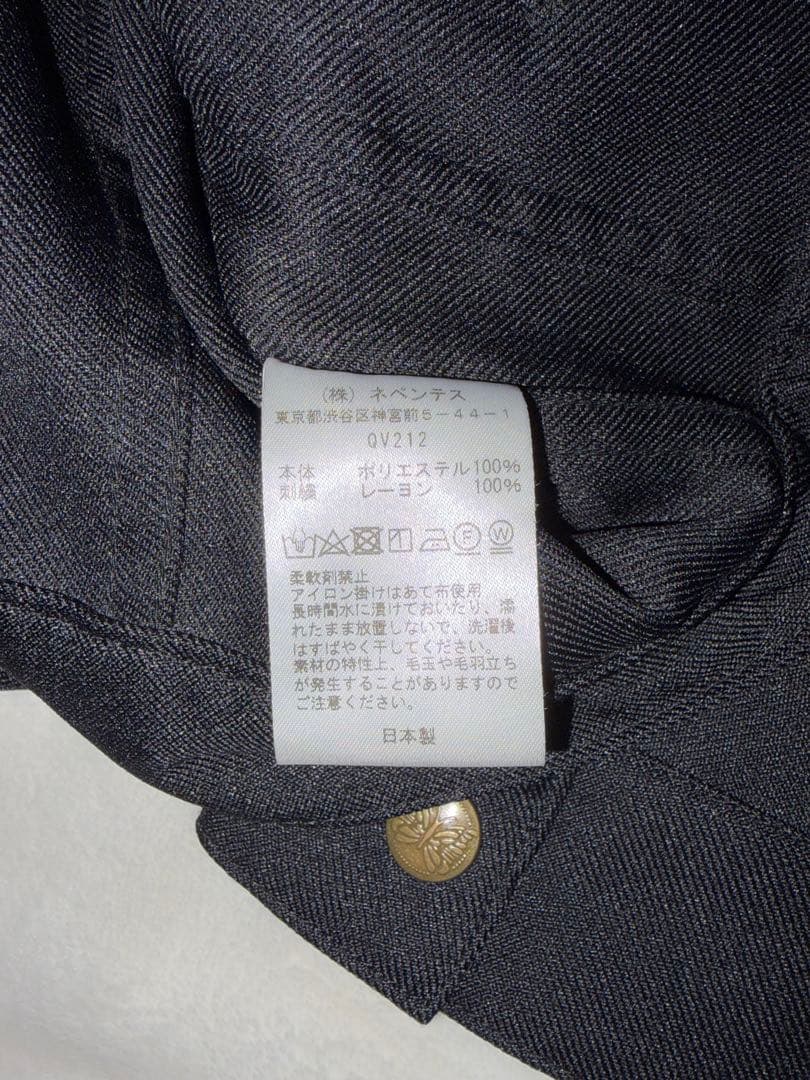 (株) ネペンテス
東京都渋谷区神宮前5-44-1
QV212
本体 ポリエステル100%
刺繍 レーヨン 100%
F W
柔軟剤禁止
アイロン掛けはあて布使用
長時間水に漬けておいたり、濡
れたまま放置しないで、洗濯後
はすばやく干してください。
素材の特性上、毛玉や毛羽立ち
が発生することがありますので
ご注意ください。
日本製